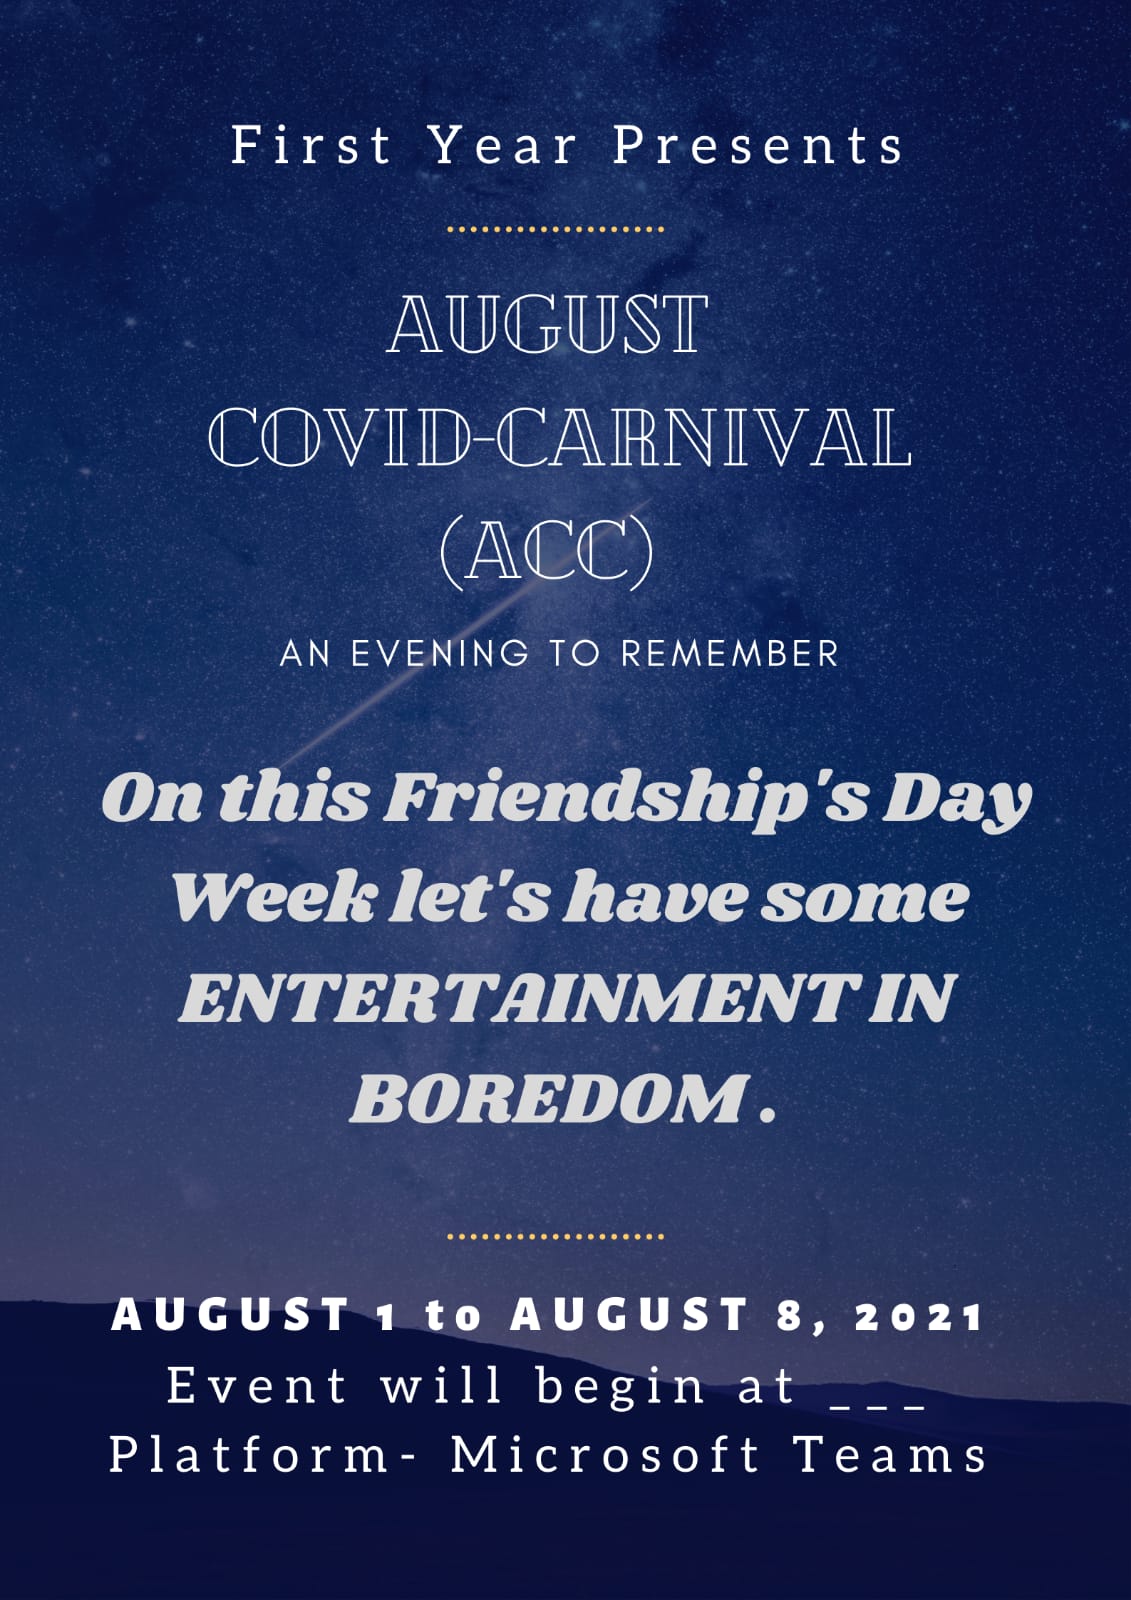 First Year Presents
AUGUST
COVID-CARNIVAL
(ACC)
AN EVENING TO REMEMBER
On this Friendship's Day
Week let's have some
ENTERTAINMENT IN
BOREDOM .
AUGUST 1 to AUGUST 8, 2021
Event will begin at _ _ _
Platform- Microsoft Teams